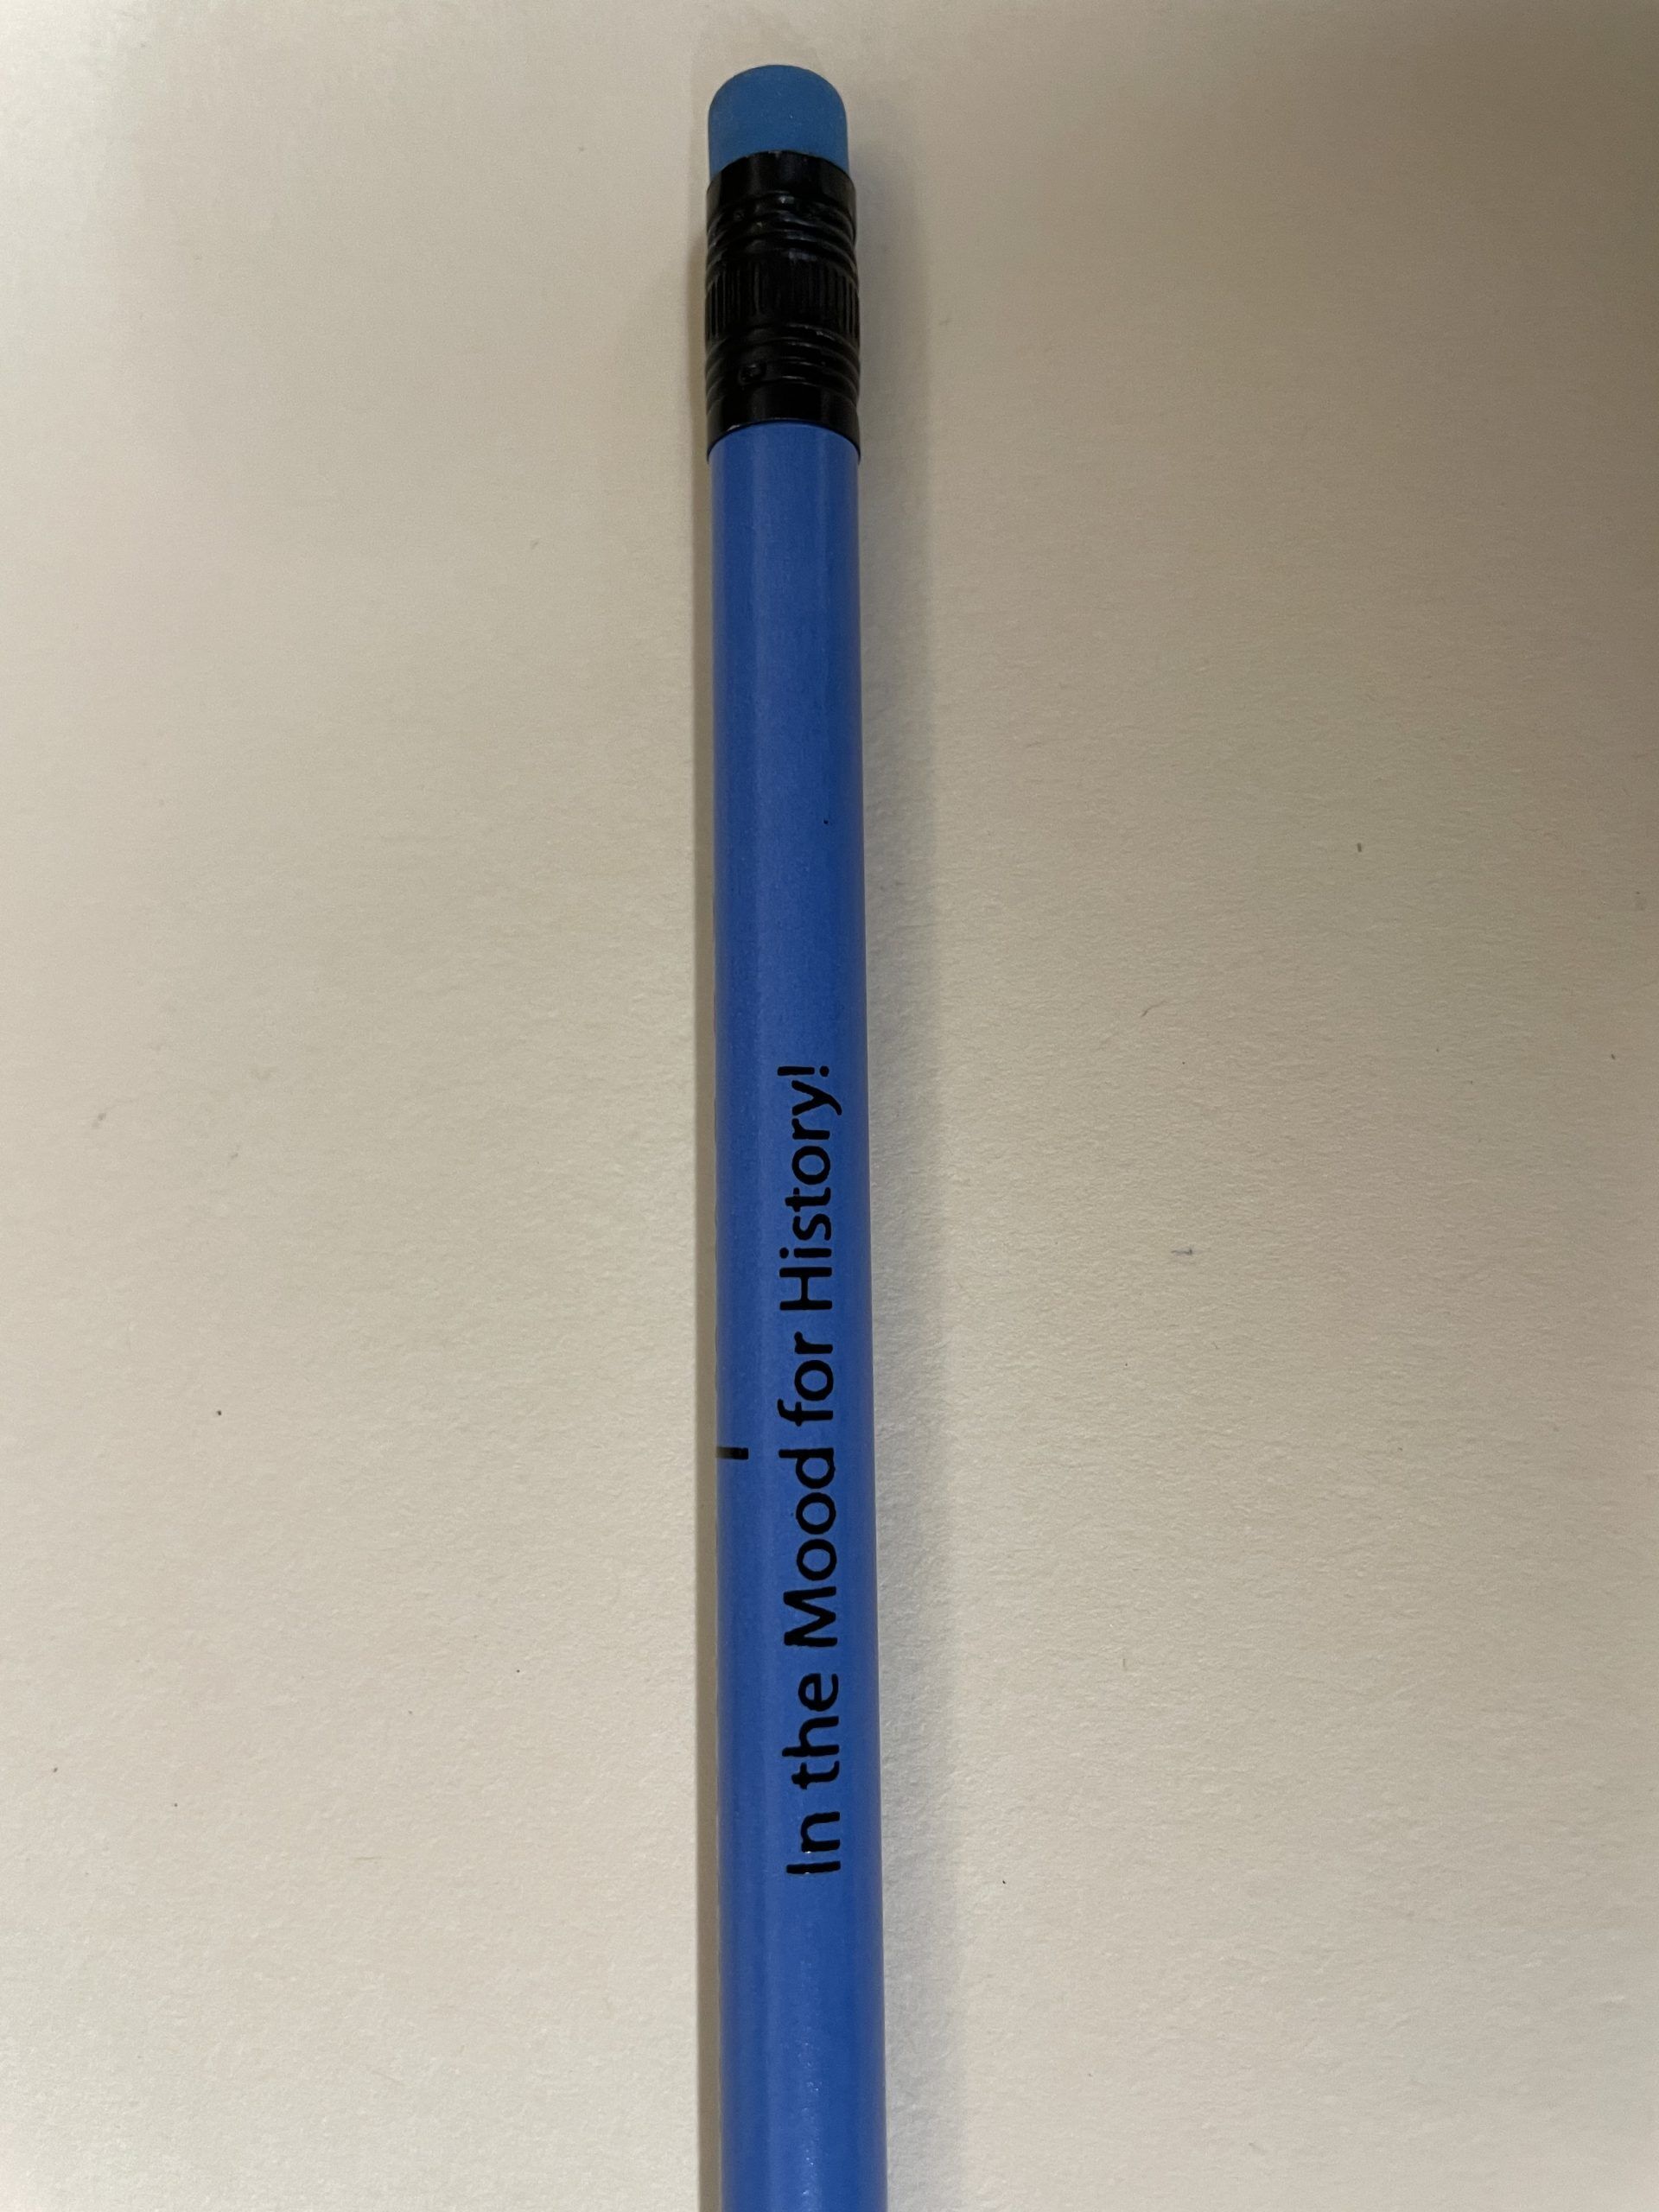 In the Mood for History!